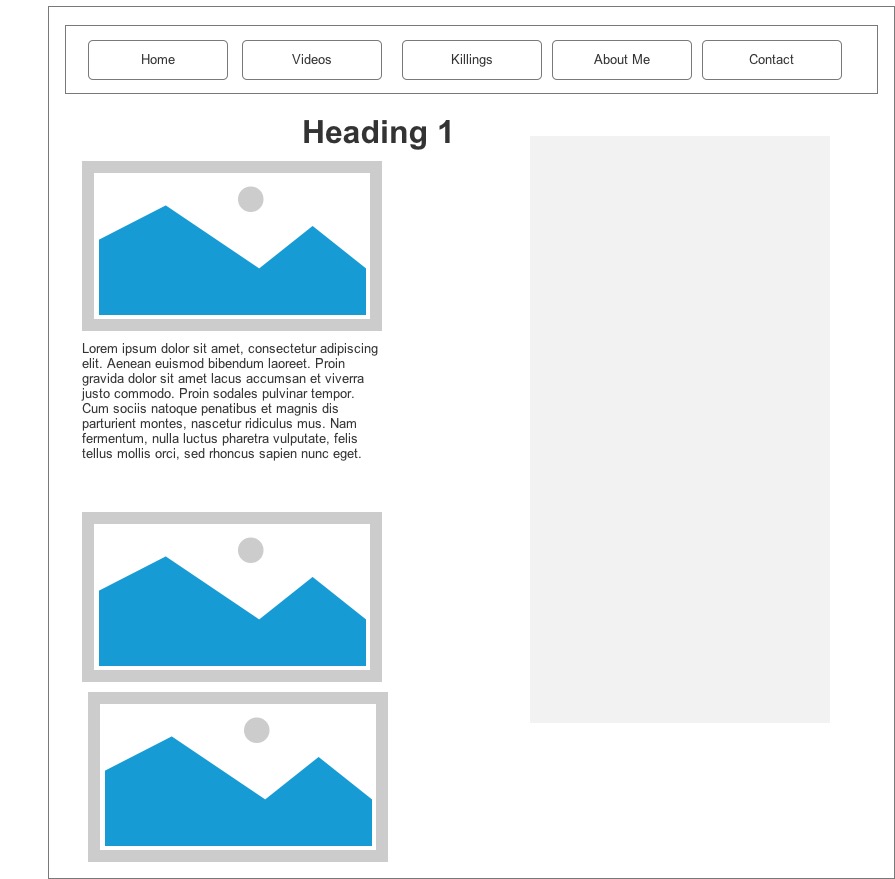 Home
Videos
Killings
About Me
Contact
Heading 1
Lorem ipsum dolor sit amet, consectetur adipiscing
elit. Aenean euismod bibendum laoreet. Proin
gravida dolor sit amet lacus accumsan et viverra
justo commodo. Proin sodales pulvinar tempor.
Cum sociis natoque penatibus et magnis dis
parturient montes, nascetur ridiculus mus. Nam
fermentum, nulla luctus pharetra vulputate, felis
tellus mollis orci, sed rhoncus sapien nunc eget.